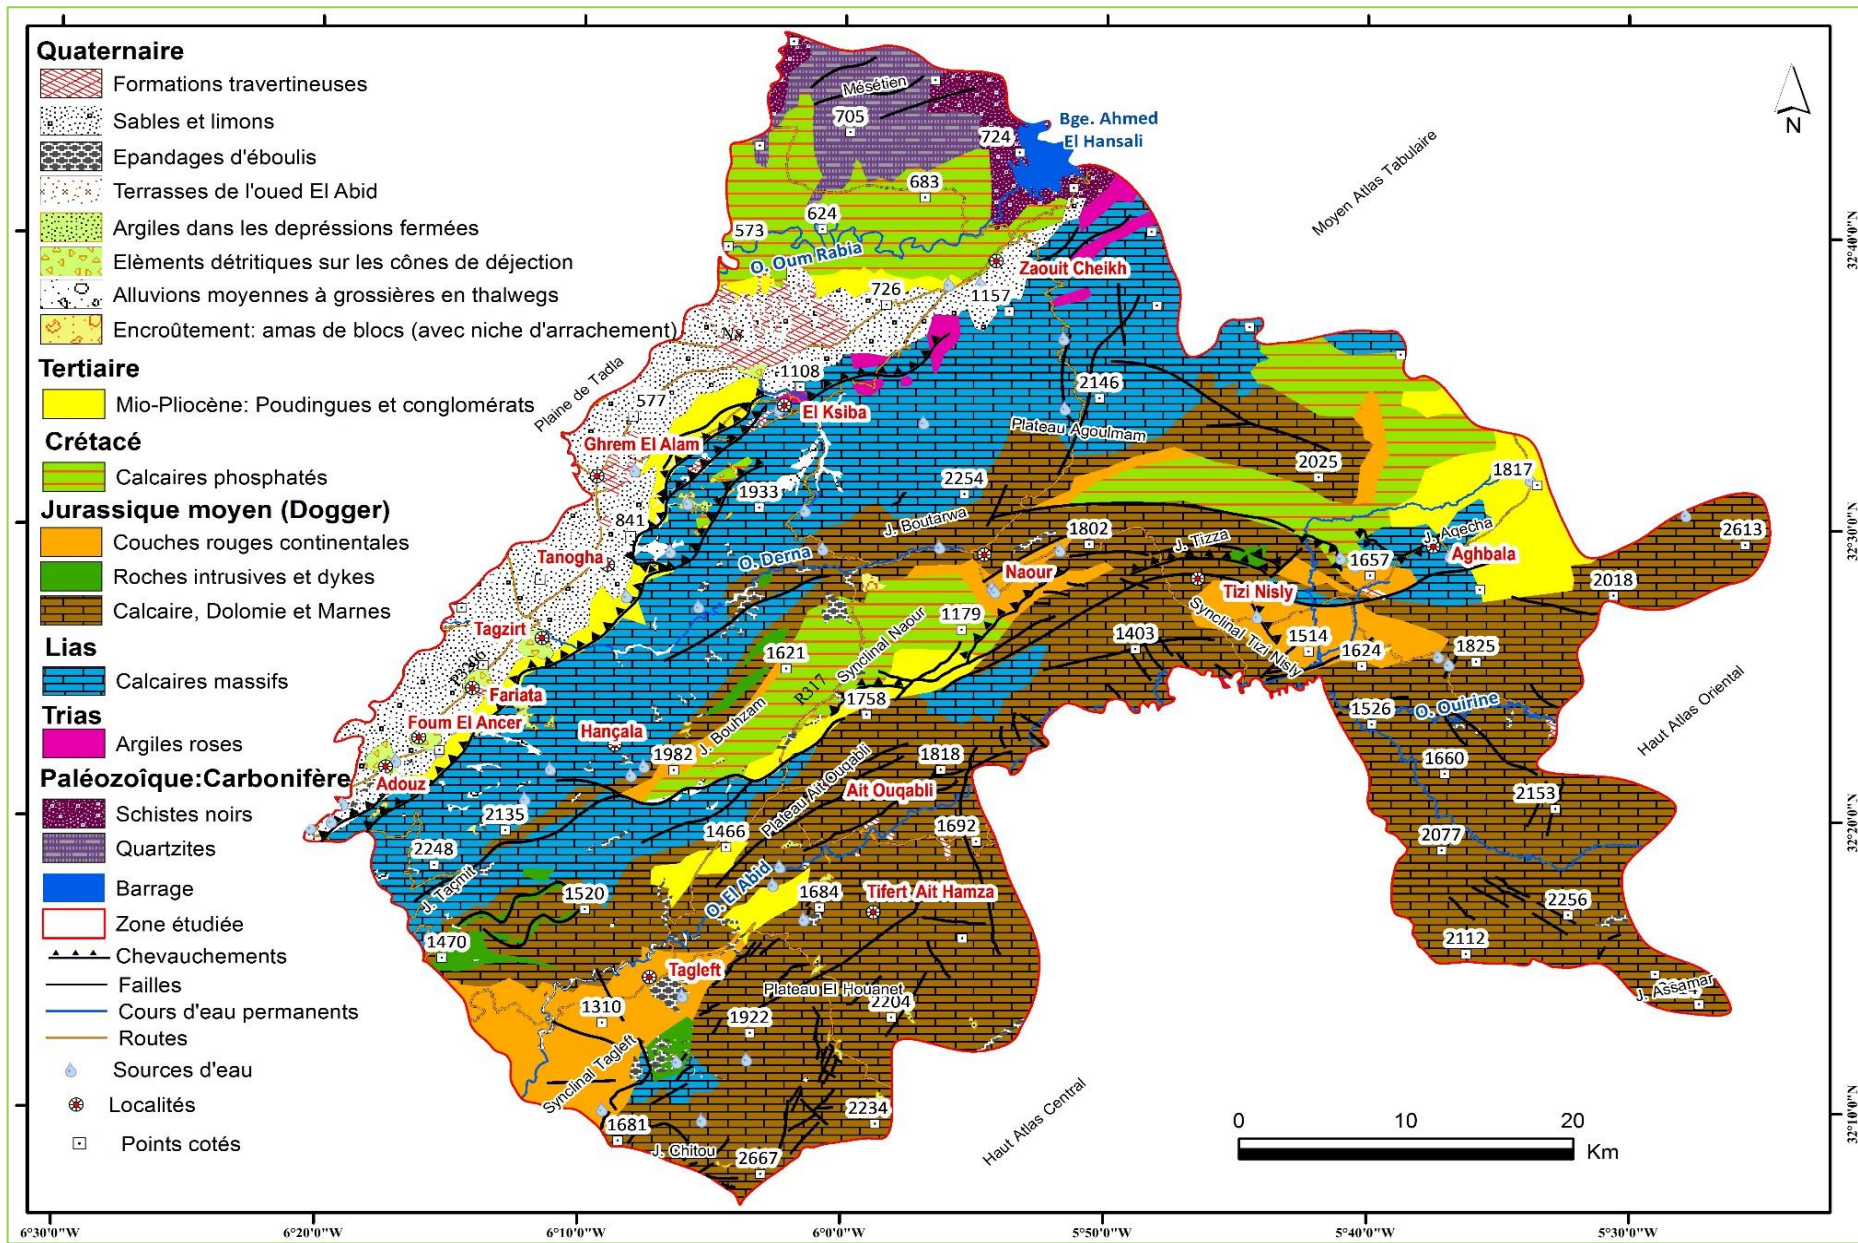 Quaternaire
Formations travertineuses
Sables et limons
Epandages d'éboulis
Terrasses de l'oued El Abid
Argiles dans les depréssions fermées
Elèments détritiques sur les cônes de déjection
Alluvions moyennes à grossières en thalwegs
Encroûtement: amas de blocs (avec niche d'arrachement)
Tertiaire
Mio-Pliocène: Poudingues et conglomérats
Crétacé
Calcaires phosphatés
Jurassique moyen (Dogger)
Couches rouges continentales
Roches intrusives et dykes
Calcaire, Dolomie et Marnes
Lias
Calcaires massifs
Trias
Argiles roses
Paléozoîque:Carbonifère
Schistes noirs
Quartzites
Barrage
Zone étudiée
Chevauchements
Failles
Cours d'eau permanents
Routes
Sources d'eau
Localités
Points cotés
Mésétien
705
724
Bge. Ahmed
El Hansali
Moyen Atlas Tabulaire
N
683
624
573
O. Oum Rabia
Zaouit Cheikh
726
1157
N8
Plaine de Tadla
1108
577
El Ksiba
2146
Plateau Agoulmam
Ghrem El Alam
2025
1817
1933
2254
841
J. Boutarwa
1802
J. Tizza
J. Aqecha
2613
Tanogha
O. Derna
Naour
1657
Aghbala
2018
Tizi Nisly
1179
Synclinal Naour
1403
Synclinal Tizi Nisly
1514
1624
1825
Tagzirt
1621
R317
1758
Fariata
Foum El Ancer
Hançala
J. Bouhzam
1982
1526
O. Ouirine
Haut Atlas Oriental
Adouz
1818
Plateau Ait Ouqabli
Ait Ouqabli
1660
2153
2135
1466
1692
2077
2248
J. Taçmit
1520
O. El Abid
1684
Tifert Ait Hamza
2256
1470
2112
Tagleft
Plateau El Houanet
2204
J. Assamar
1310
1922
Synclinal Tagleft
1681
J. Chitou
2667
2234
Haut Atlas Central
0 10 20
Km
32°40'0"N
32°30'0"N
32°20'0"N
32°10'0"N
6°30'0"W 6°20'0"W 6°10'0"W 6°0'0"W 5°50'0"W 5°40'0"W 5°30'0"W